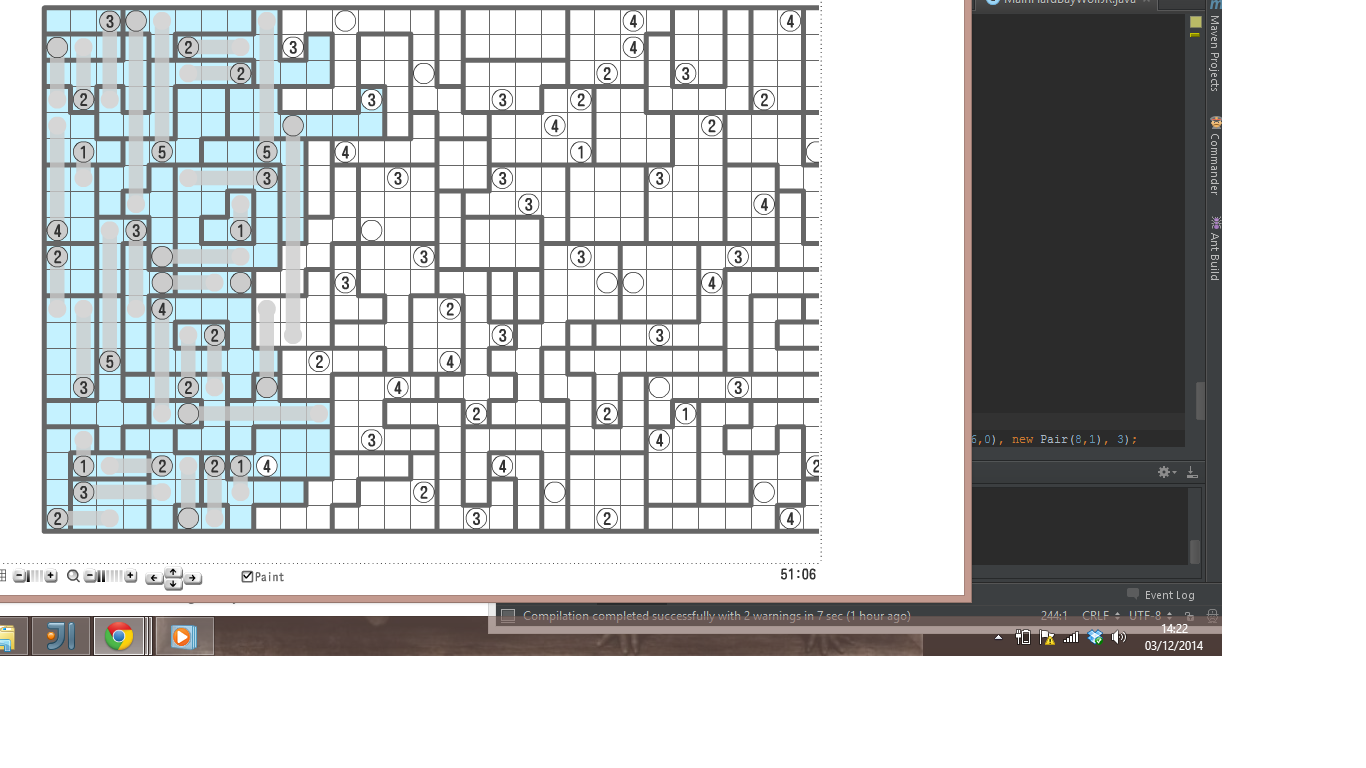 3 4 4
2 3 4
2 2 3
2 3 3 2 2
4 2
1 5 5 4 1
3 3 3 3
3 4
4 3 1
2 3 3 3
3 4
4 2
2 3 3
5 2 4
3 2 4 3
2 2 1
3 4
1 2 2 1 4 4 2
3 2
2 3 2 4
Paint
51:06
Maven Projects
Commander
Ant Build
6,0), new Pair(8,1), 3);
Event Log
Compilation completed successfully with 2 warnings in 7 sec (1 hour ago)
244:1 CRLF UTF-8
14:22
03/12/2014